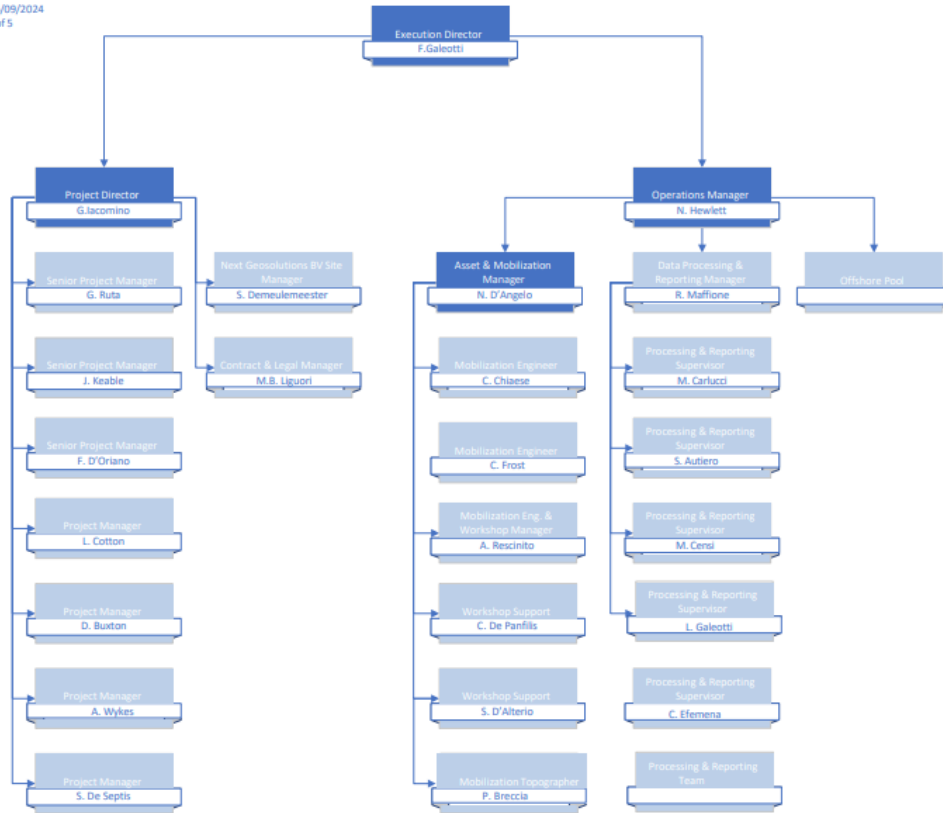 /09/2024
of 5
Execution Director
F.Galeotti
Project Director
G.Iacomino
Operations Manager
N. Hewlett
Senior Project Manager
G. Ruta
Next Geosolutions BV Site
Manager
S. Demeulemeester
Asset & Mobilization
Manager
N. D'Angelo
Data Processing &
Reporting Manager
R. Maffione
Offshore Pool
Senior Project Manager
J. Keable
Contract & Legal Manager
M.B. Liguori
Mobilization Engineer
C. Chiaese
Processing & Reporting
Supervisor
M. Carlucci
Senior Project Manager
F. D'Oriano
Mobilization Engineer
C. Frost
Processing & Reporting
Supervisor
S. Autiero
Project Manager
L. Cotton
Mobilization Eng. &
Workshop Manager
A. Rescinito
Processing & Reporting
Supervisor
M. Censi
Project Manager
D. Buxton
Workshop Support
C. De Panfilis
Processing & Reporting
Supervisor
L. Galeotti
Project Manager
A. Wykes
Workshop Support
S. D'Alterio
Processing & Reporting
Supervisor
C. Efemena
Project Manager
S. De Septis
Mobilization Topographer
P. Breccia
Processing & Reporting
Team